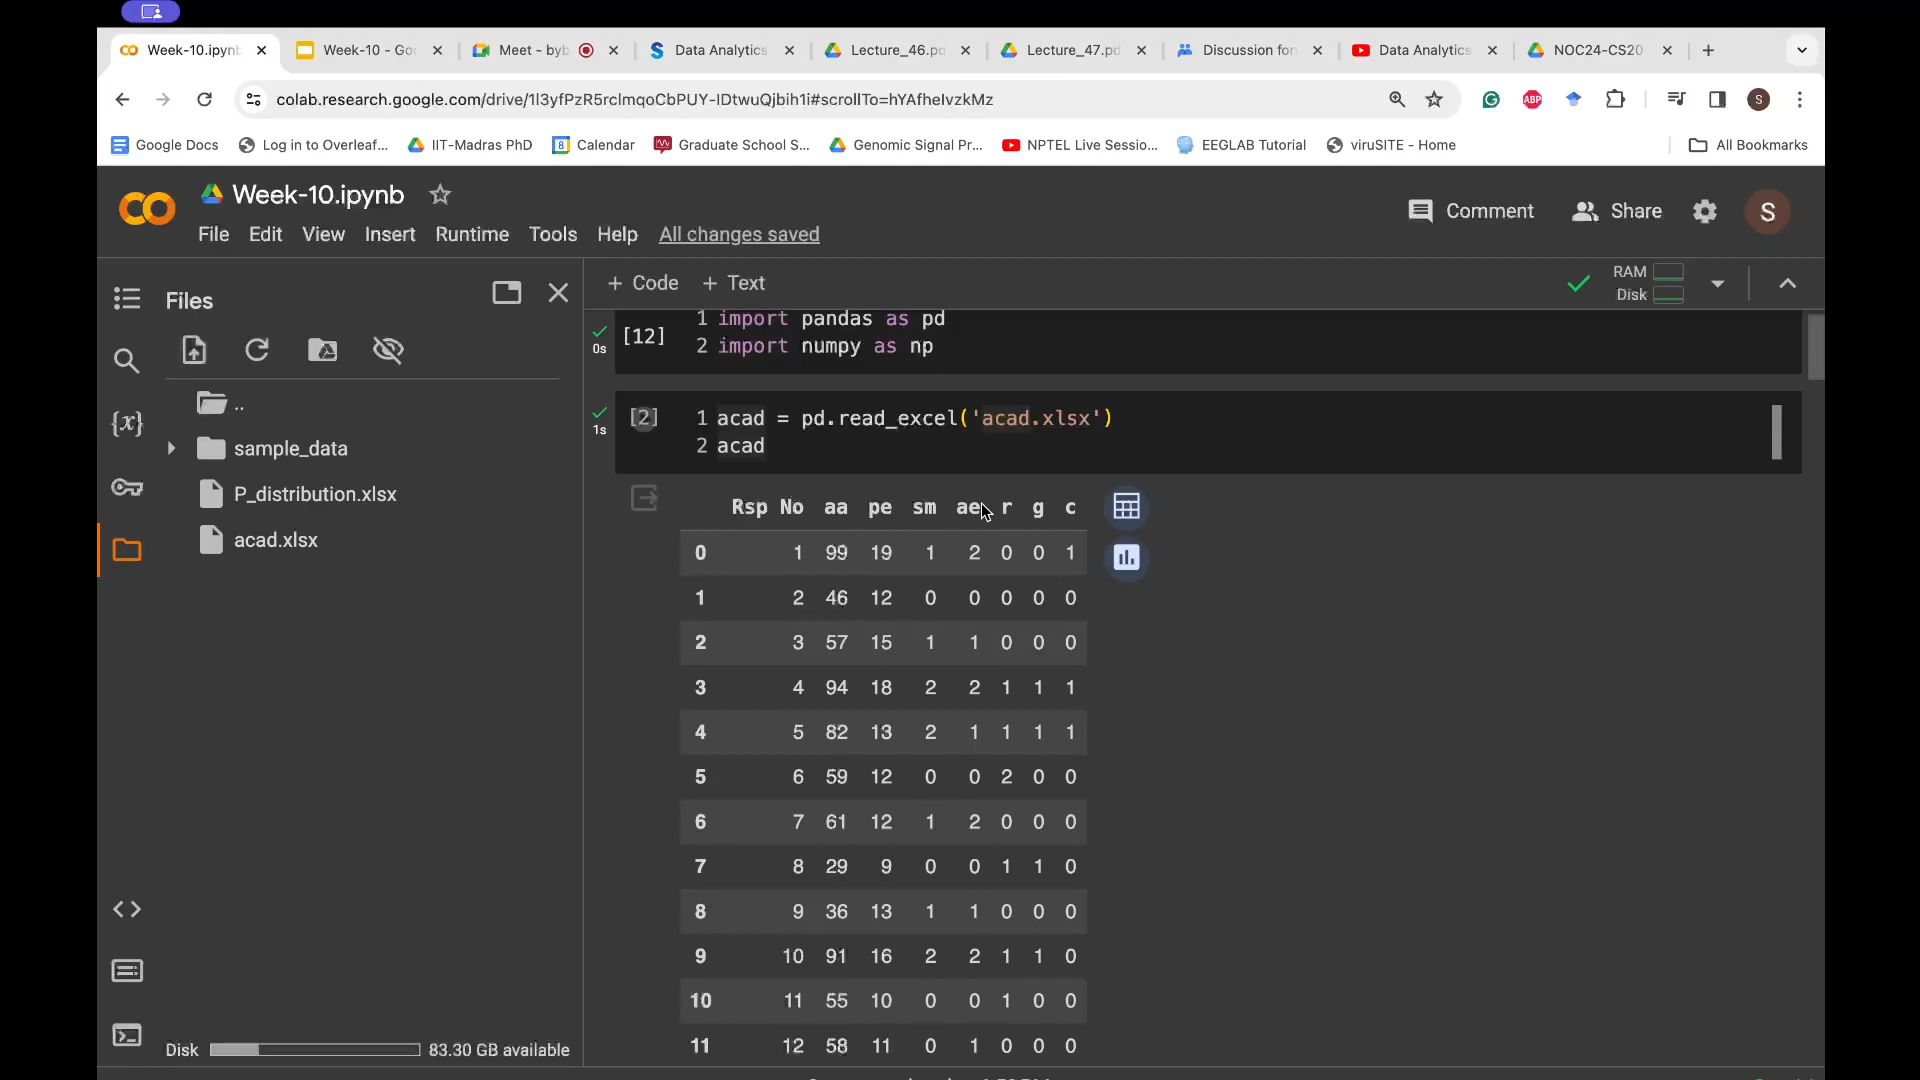 Week-10.ipynb
Week-10 - Goo
Meet - byb
Data Analytics
Lecture_46.pd
Lecture_47.pd
Discussion for
Data Analytics
NOC24-CS20
colab.research.google.com/drive/1l3yfPzR5rclmqoCbPUY-IDtwuQjbih1i#scrollTo=hYAfheIvzkMz
ABP
S
Google Docs
Log in to Overleaf...
IIT-Madras PhD
8 Calendar
Graduate School S...
Genomic Signal Pr...
NPTEL Live Sessio...
EEGLAB Tutorial
viruSITE - Home
All Bookmarks
Week-10.ipynb
File Edit View Insert Runtime Tools Help All changes saved
Comment
Share
S
Files
+ Code + Text
RAM
Disk
..
sample_data
P_distribution.xlsx
acad.xlsx
{x}
Disk 83.30 GB available
0s
[12]
1 import pandas as pd
2 import numpy as np
1s
[2]
1 acad = pd.read_excel('acad.xlsx')
2 acad
Rsp No aa pe sm ae r g c
0 1 99 19 1 2 0 0 1
1 2 46 12 0 0 0 0 0
2 3 57 15 1 1 0 0 0
3 4 94 18 2 2 1 1 1
4 5 82 13 2 1 1 1 1
5 6 59 12 0 0 2 0 0
6 7 61 12 1 2 0 0 0
7 8 29 9 0 0 1 1 0
8 9 36 13 1 1 0 0 0
9 10 91 16 2 2 1 1 0
10 11 55 10 0 0 1 0 0
11 12 58 11 0 1 0 0 0